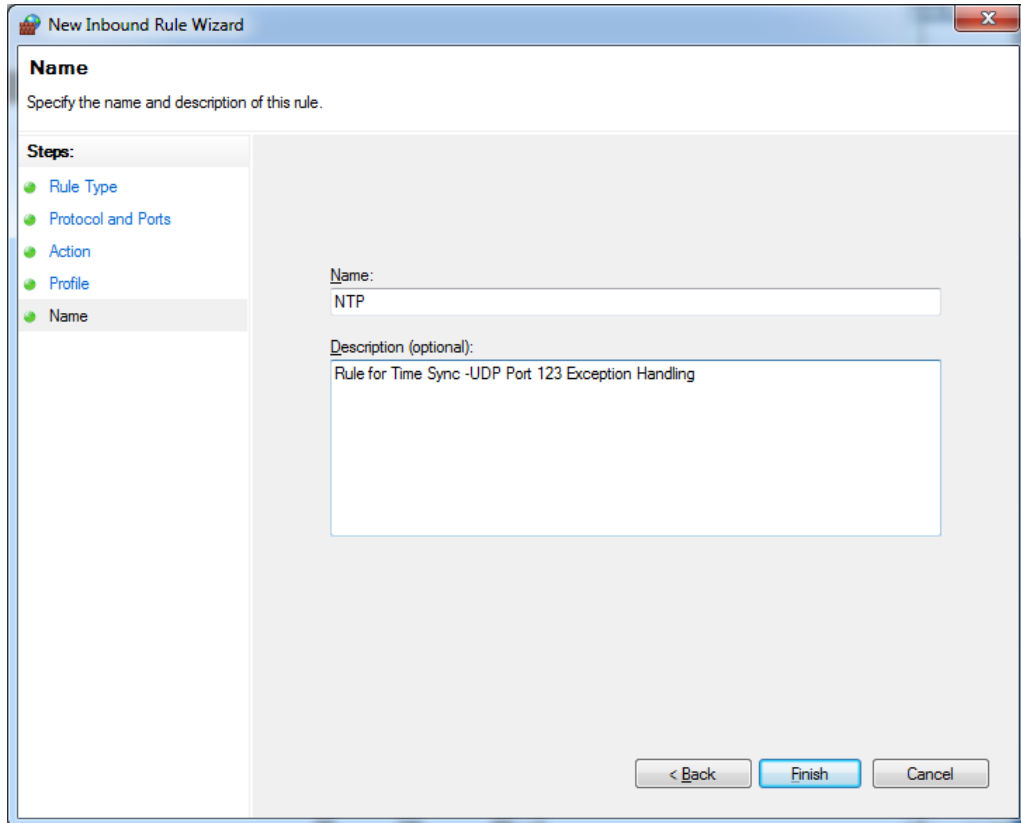 New Inbound Rule Wizard
Name
Specify the name and description of this rule.
Steps:
Rule Type
Protocol and Ports
Action
Profile
Name
Name:
NTP
Description (optional):
Rule for Time Sync -UDP Port 123 Exception Handling
< Back
Finish
Cancel